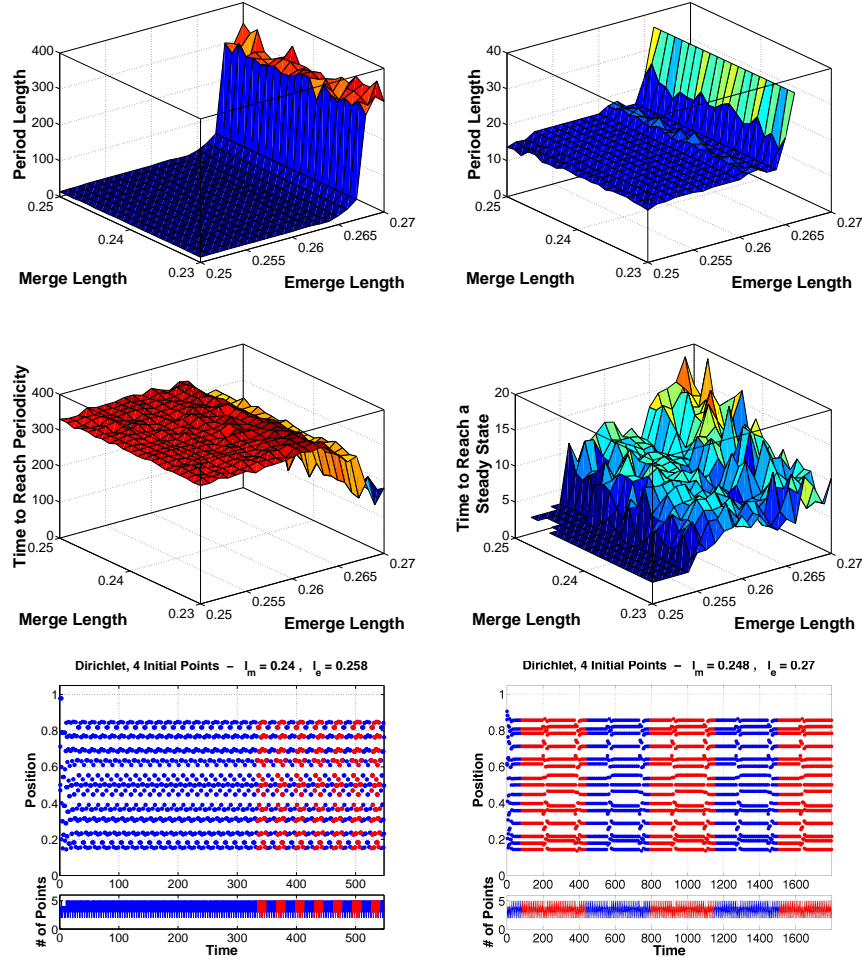 400
300
200
100
0
Period Length
0.25
0.24
0.23
Merge Length
0.25
0.255
0.26
0.265
0.27
Emerge Length
40
30
20
10
0
Period Length
0.25
0.24
0.23
Merge Length
0.25
0.255
0.26
0.265
0.27
Emerge Length
400
300
200
100
0
Time to Reach Periodicity
0.25
0.24
0.23
Merge Length
0.25
0.255
0.26
0.265
0.27
Emerge Length
20
15
10
5
0
Time to Reach a
Steady State
0.25
0.24
0.23
Merge Length
0.25
0.255
0.26
0.265
0.27
Emerge Length
Dirichlet, 4 Initial Points – l_m = 0.24 , l_e = 0.258
1
0.8
0.6
0.4
0.2
0
Position
0 100 200 300 400 500
5
0
# of Points
0 100 200 300 400 500
Time
Dirichlet, 4 Initial Points – l_m = 0.248 , l_e = 0.27
1
0.8
0.6
0.4
0.2
0
Position
0 200 400 600 800 1000 1200 1400 1600
5
0
# of Points
0 200 400 600 800 1000 1200 1400 1600
Time